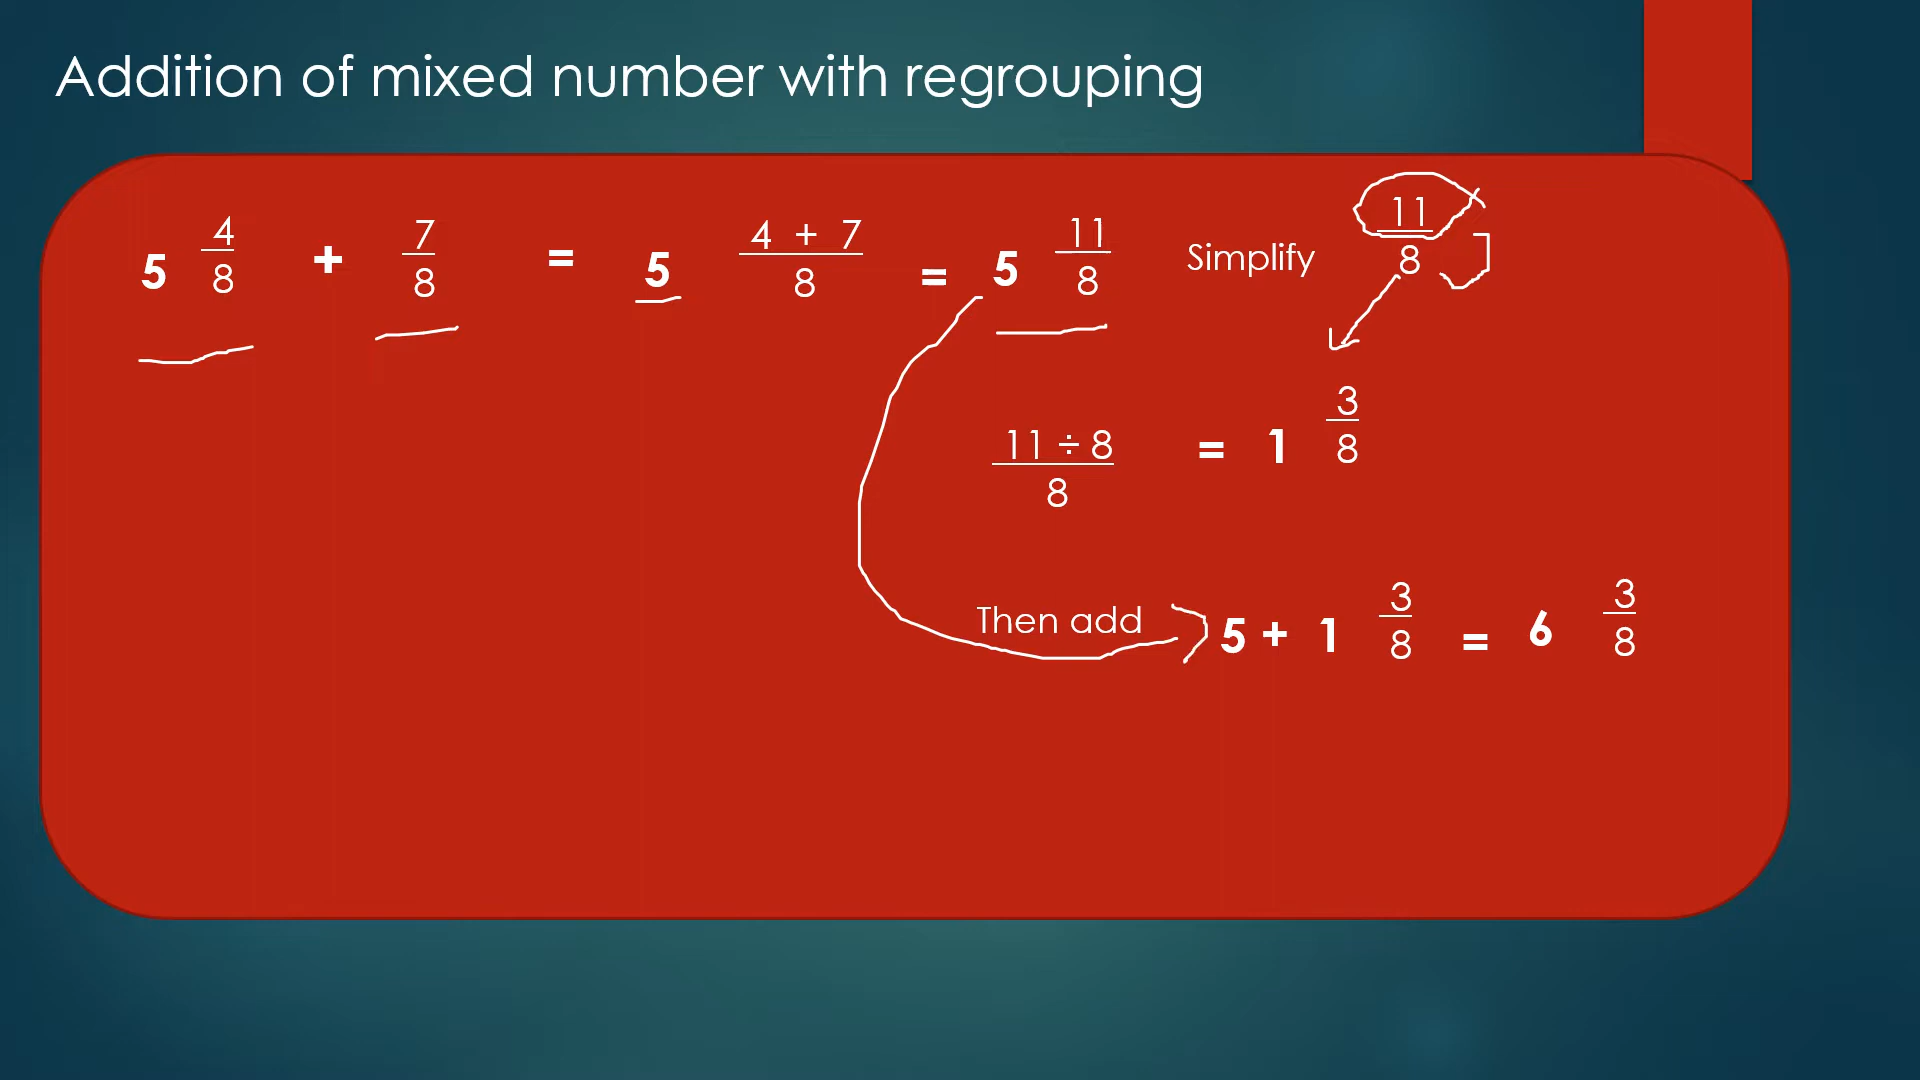 Addition of mixed number with regrouping
5 4/8 + 7/8 = 5 4 + 7/8 = 5 11/8 Simplify 11/8
11 ÷ 8/8 = 1 3/8
Then add 5 + 1 3/8 = 6 3/8